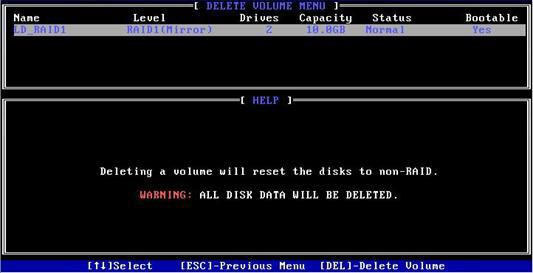 [ DELETE VOLUME MENU ]
Name Level Drives Capacity Status Bootable
LD_RAID1 RAID1(Mirror) 2 10.0GB Normal Yes
[ HELP ]
Deleting a volume will reset the disks to non-RAID.
WARNING: ALL DISK DATA WILL BE DELETED.
[↑↓]Select [ESC]-Previous Menu [DEL]-Delete Volume